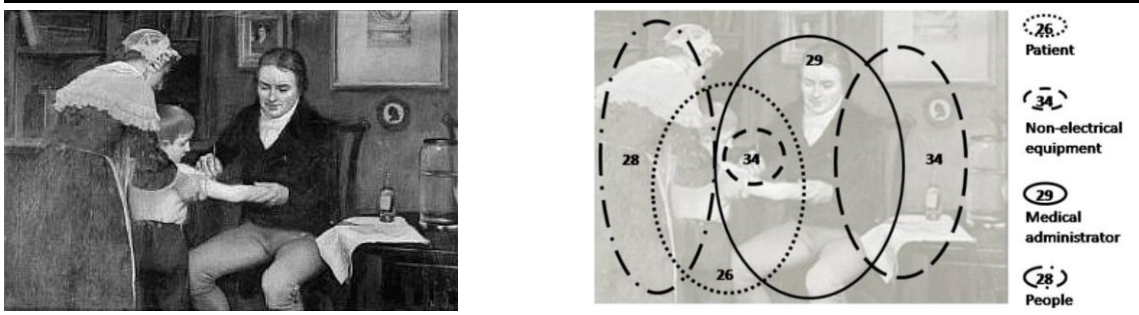 29
28
34
34
26
26
Patient
34
Non-electrical
equipment
29
Medical
administrator
28
People